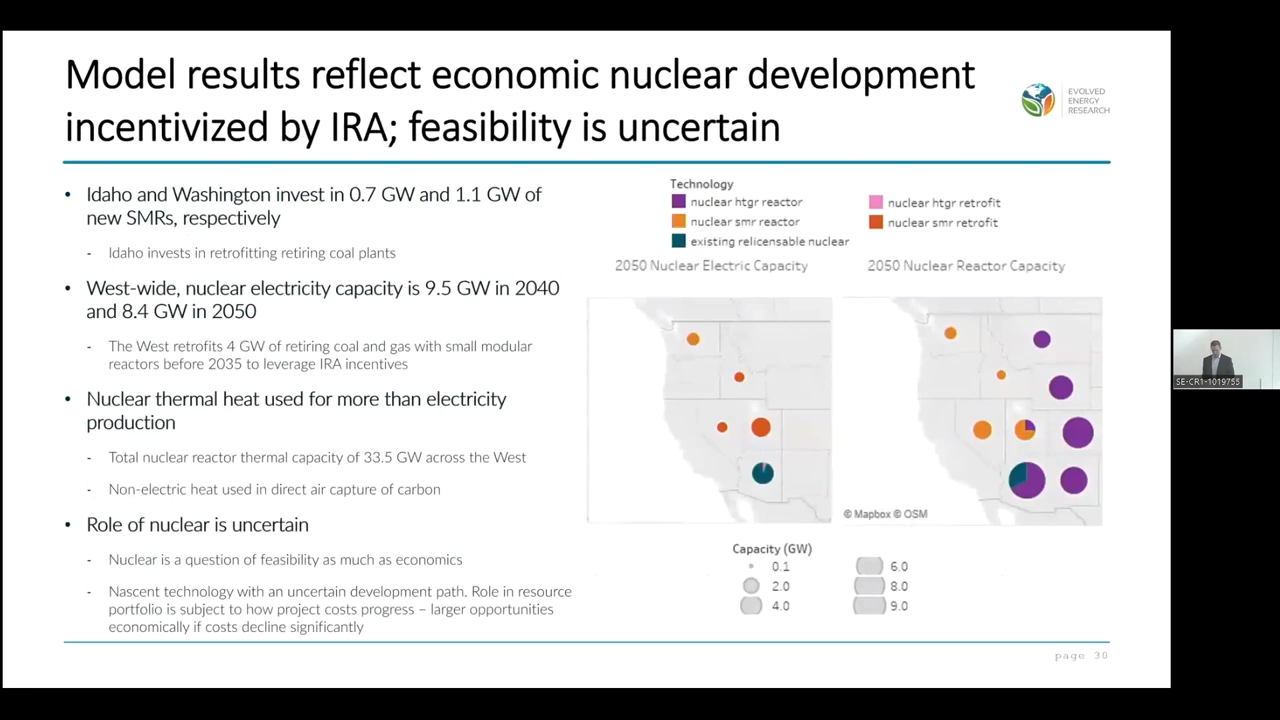 Model results reflect economic nuclear development
incentivized by IRA; feasibility is uncertain
EVOLVED
ENERGY
RESEARCH
• Idaho and Washington invest in 0.7 GW and 1.1 GW of
new SMRs, respectively
- Idaho invests in retrofitting retiring coal plants
• West-wide, nuclear electricity capacity is 9.5 GW in 2040
and 8.4 GW in 2050
- The West retrofits 4 GW of retiring coal and gas with small modular
reactors before 2035 to leverage IRA incentives
• Nuclear thermal heat used for more than electricity
production
- Total nuclear reactor thermal capacity of 33.5 GW across the West
- Non-electric heat used in direct air capture of carbon
• Role of nuclear is uncertain
- Nuclear is a question of feasibility as much as economics
- Nascent technology with an uncertain development path. Role in resource
portfolio is subject to how project costs progress – larger opportunities
economically if costs decline significantly
Technology
nuclear htgr reactor
nuclear smr reactor
existing relicensable nuclear
nuclear htgr retrofit
nuclear smr retrofit
2050 Nuclear Electric Capacity
2050 Nuclear Reactor Capacity
© Mapbox © OSM
Capacity (GW)
0.1
2.0
4.0
6.0
8.0
9.0
page 30
SE-CR1-1019755